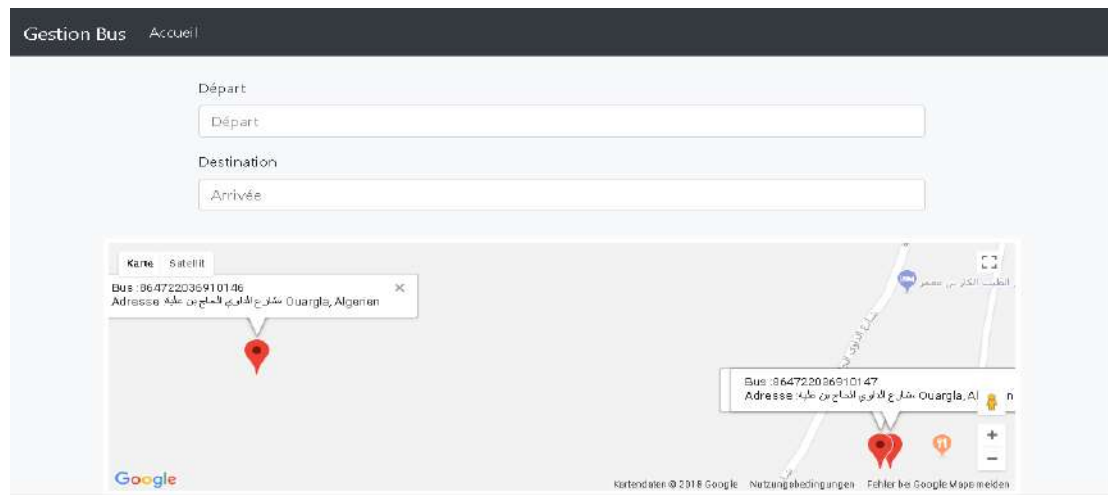 Gestion Bus Accueil
Départ
Départ
Destination
Arrivée
Karte Satellit
Bus :864722036910146
Adresse شارع الداوي الحاج بن علية، Ouargla, Algerien
Bus :864722036910147
Adresse: شارع الداوي الحاج بن علية، Ouargla, Al n
Google
Kartendaten © 2018 Google Nutzungsbedingungen Fehler bei Google Maps melden